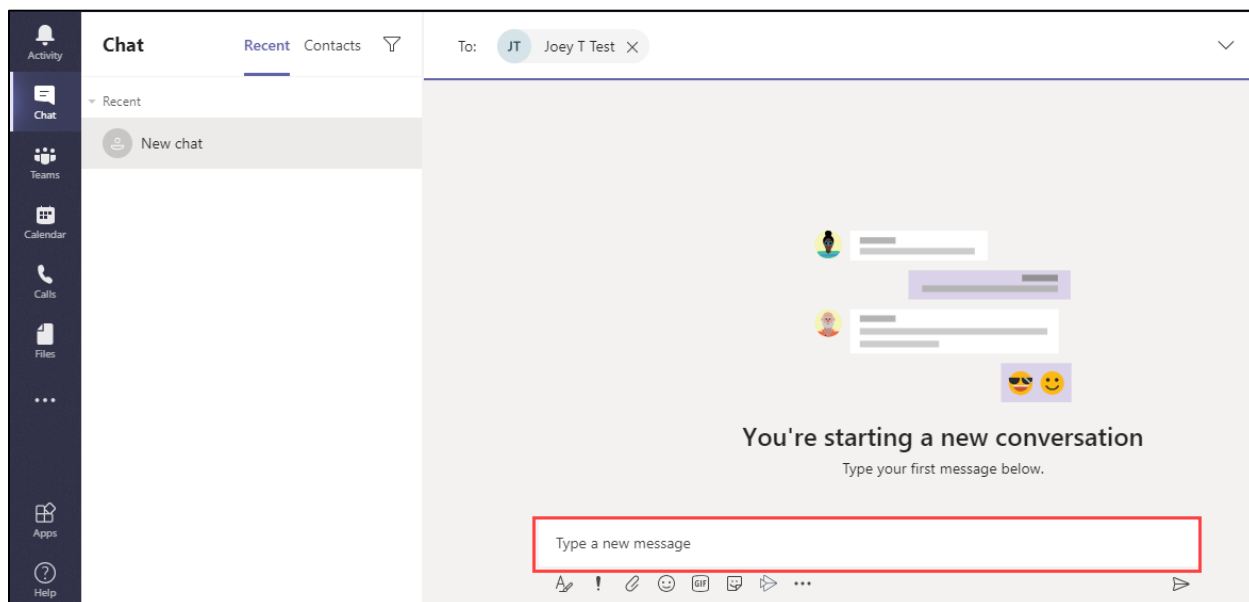 Activity
Chat
Teams
Calendar
Calls
Files
Apps
Help
Chat
Recent Contacts
Recent
New chat
To: JT Joey T Test
You're starting a new conversation
Type your first message below.
Type a new message
GIF